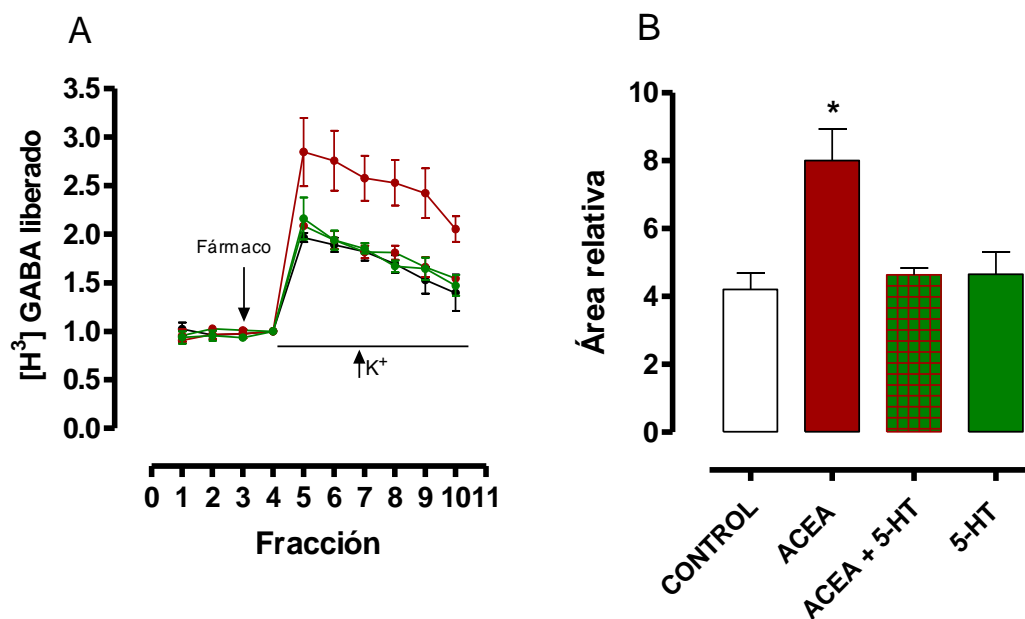 A
[H³] GABA liberado
3.5
3.0
2.5
2.0
1.5
1.0
0.5
0.0
Fármaco
K⁺
0 1 2 3 4 5 6 7 8 9 10 11
Fracción
B
Área relativa
10
8
6
4
2
0
*
CONTROL
ACEA
ACEA + 5-HT
5-HT